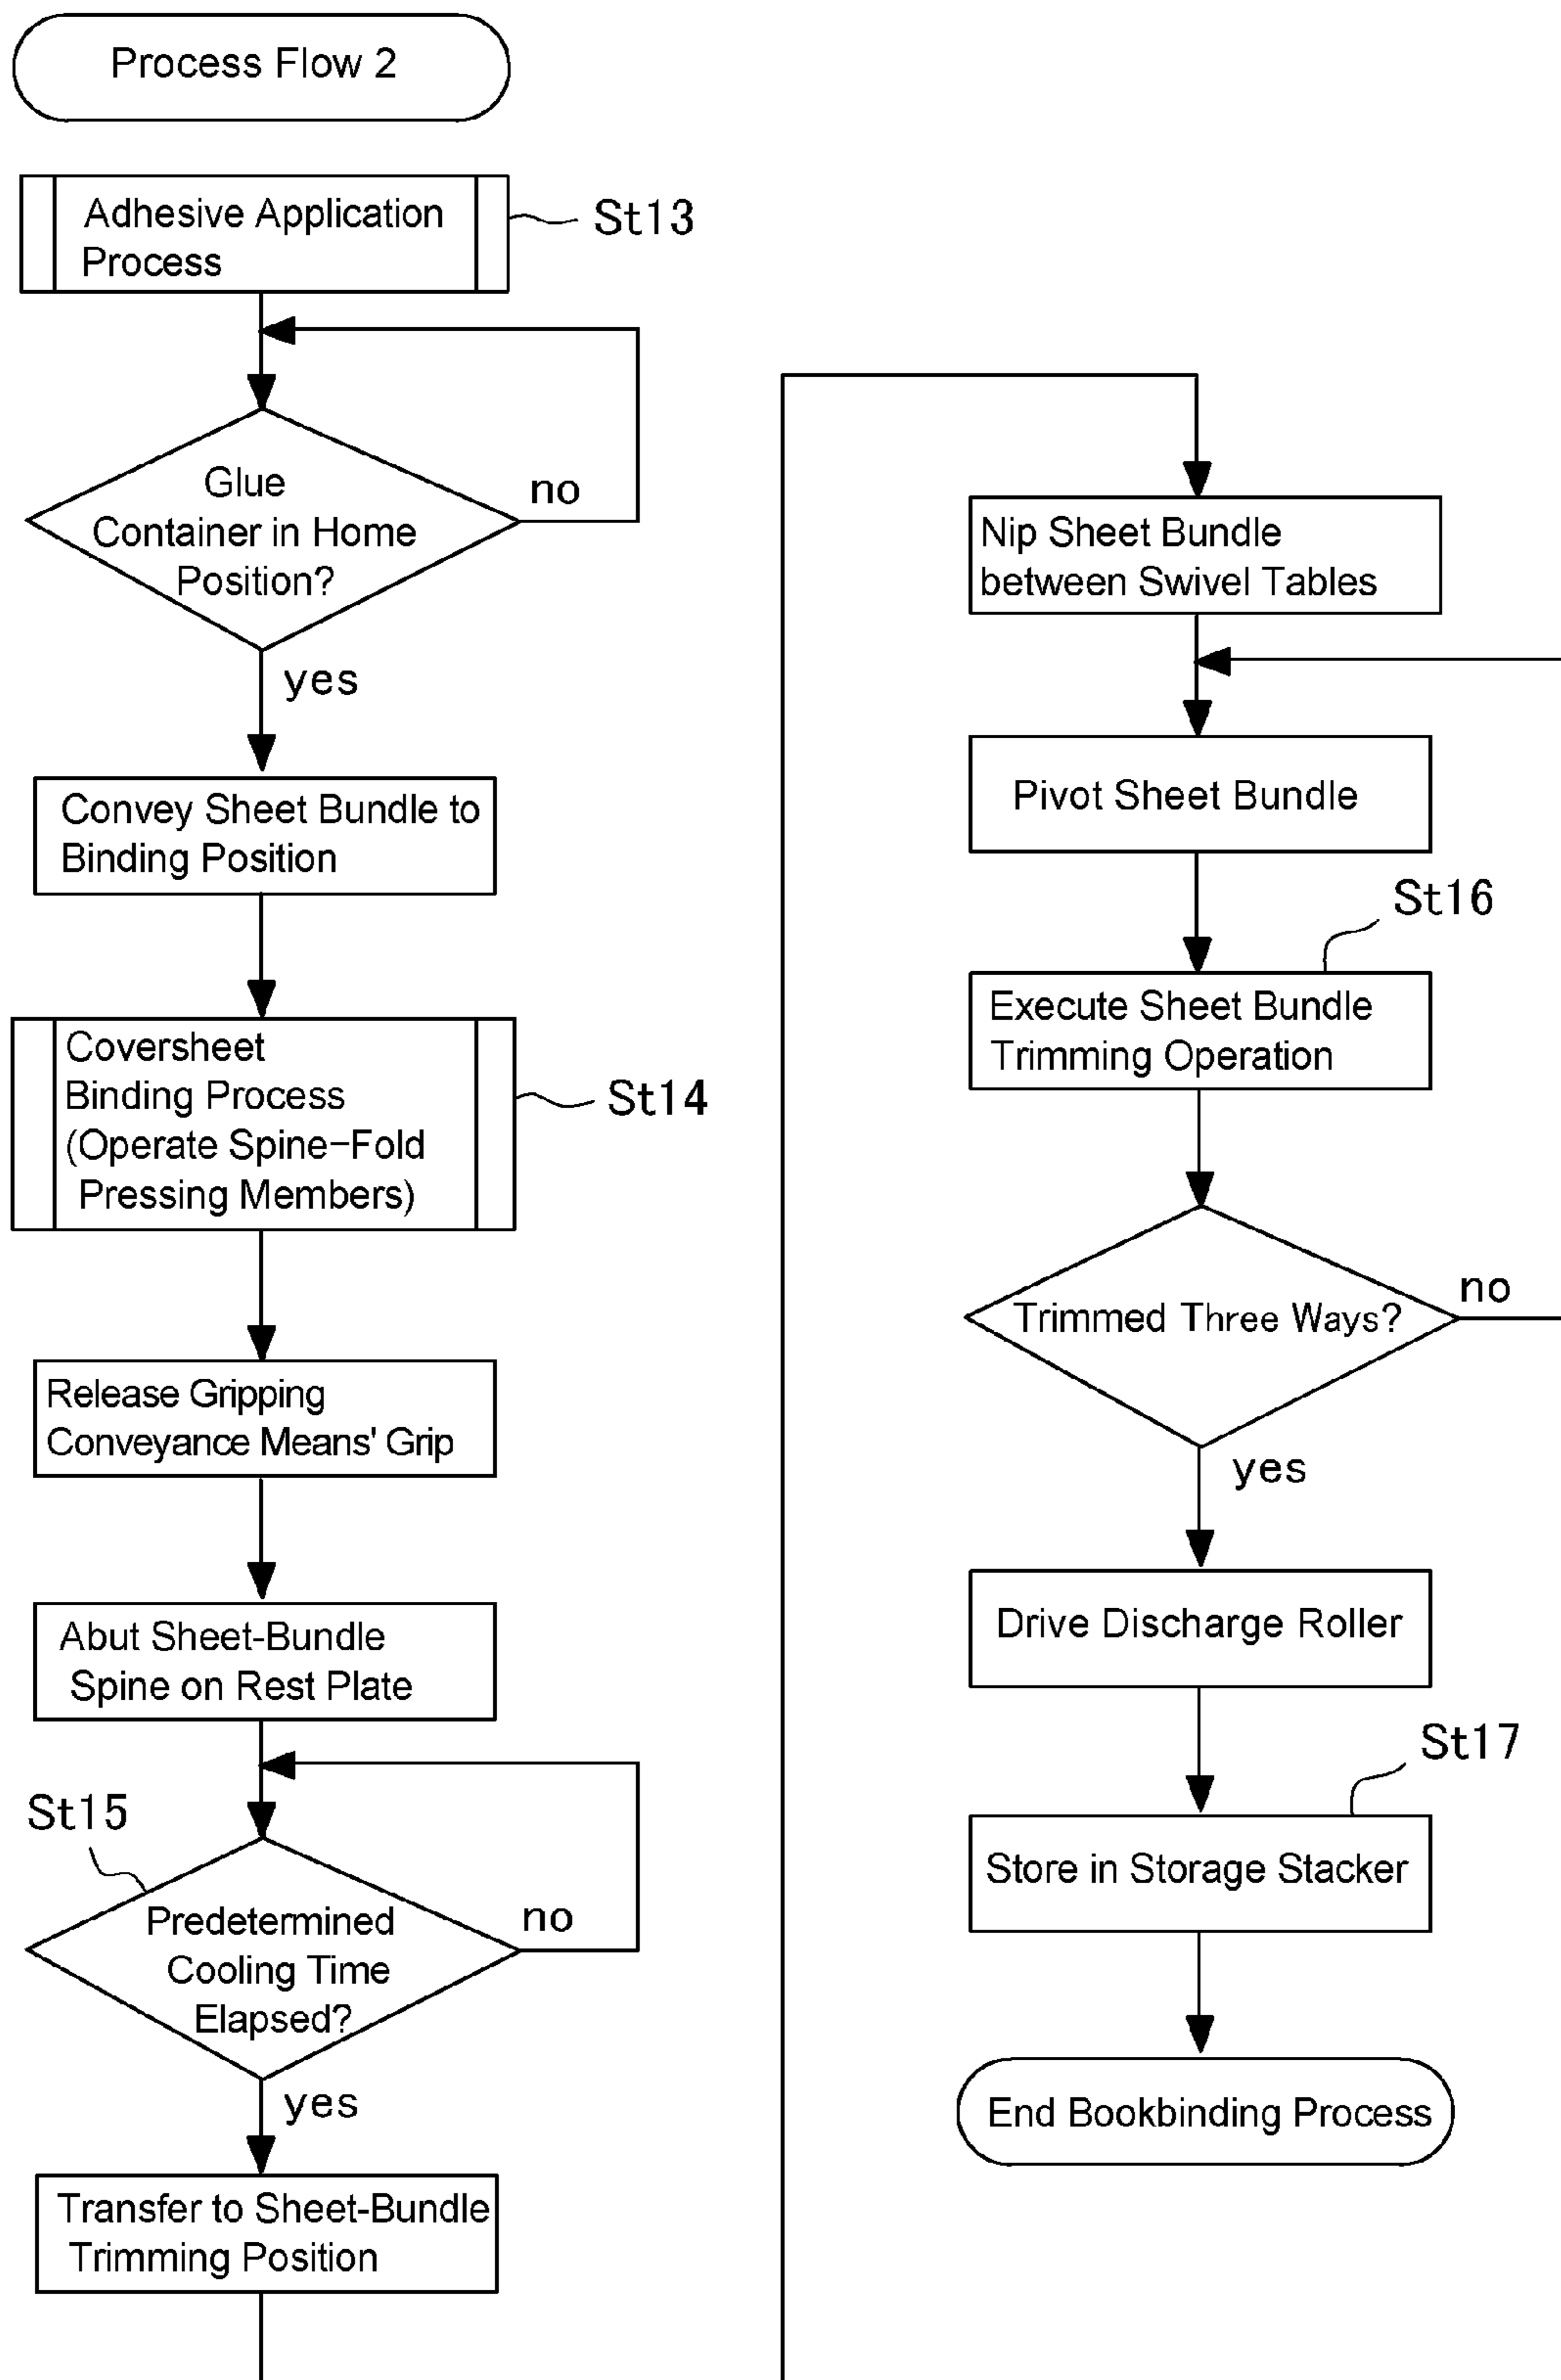 Process Flow 2
Adhesive Application
Process
St13
Glue
Container in Home
Position?
no
yes
Convey Sheet Bundle to
Binding Position
Coversheet
Binding Process
(Operate Spine-Fold
Pressing Members)
St14
Release Gripping
Conveyance Means' Grip
Abut Sheet-Bundle
Spine on Rest Plate
St15
Predetermined
Cooling Time
Elapsed?
no
yes
Transfer to Sheet-Bundle
Trimming Position
Nip Sheet Bundle
between Swivel Tables
Pivot Sheet Bundle
St16
Execute Sheet Bundle
Trimming Operation
Trimmed Three Ways?
no
yes
Drive Discharge Roller
St17
Store in Storage Stacker
End Bookbinding Process